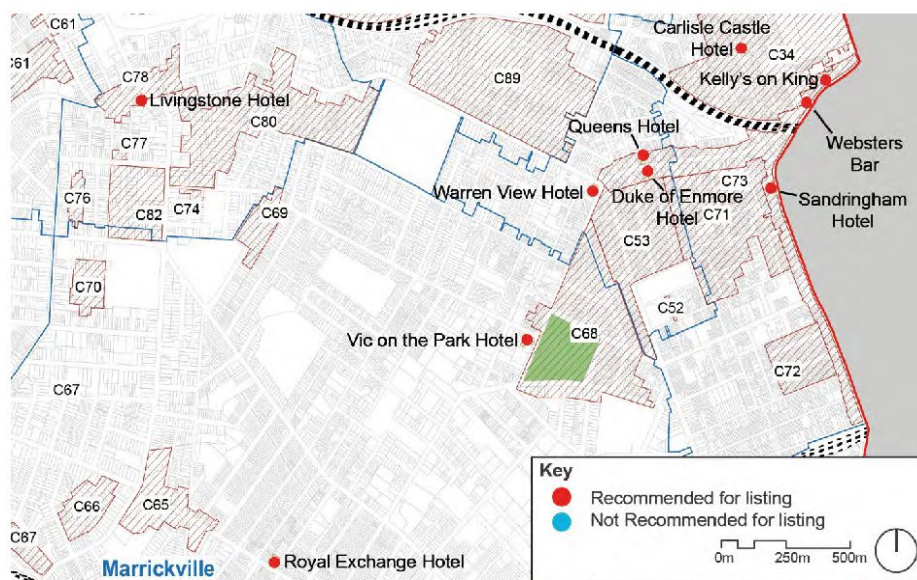 C61
Carlisle Castle
Hotel
C34
C61
C78
C89
Kelly's on King
Livingstone Hotel
C80
Websters
Bar
C77
Queens Hotel
C76
C74
C82
C69
Warren View Hotel
Duke of Enmore
Hotel
C73
C71
Sandringham
Hotel
C53
C70
C52
Vic on the Park Hotel
C68
C67
C72
C66
C65
C67
Marrickville
Royal Exchange Hotel
Key
Recommended for listing
Not Recommended for listing
0m 250m 500m